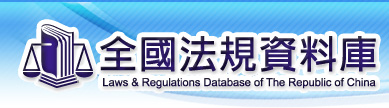 全國法規資料庫
Laws & Regulations Database of The Republic of China